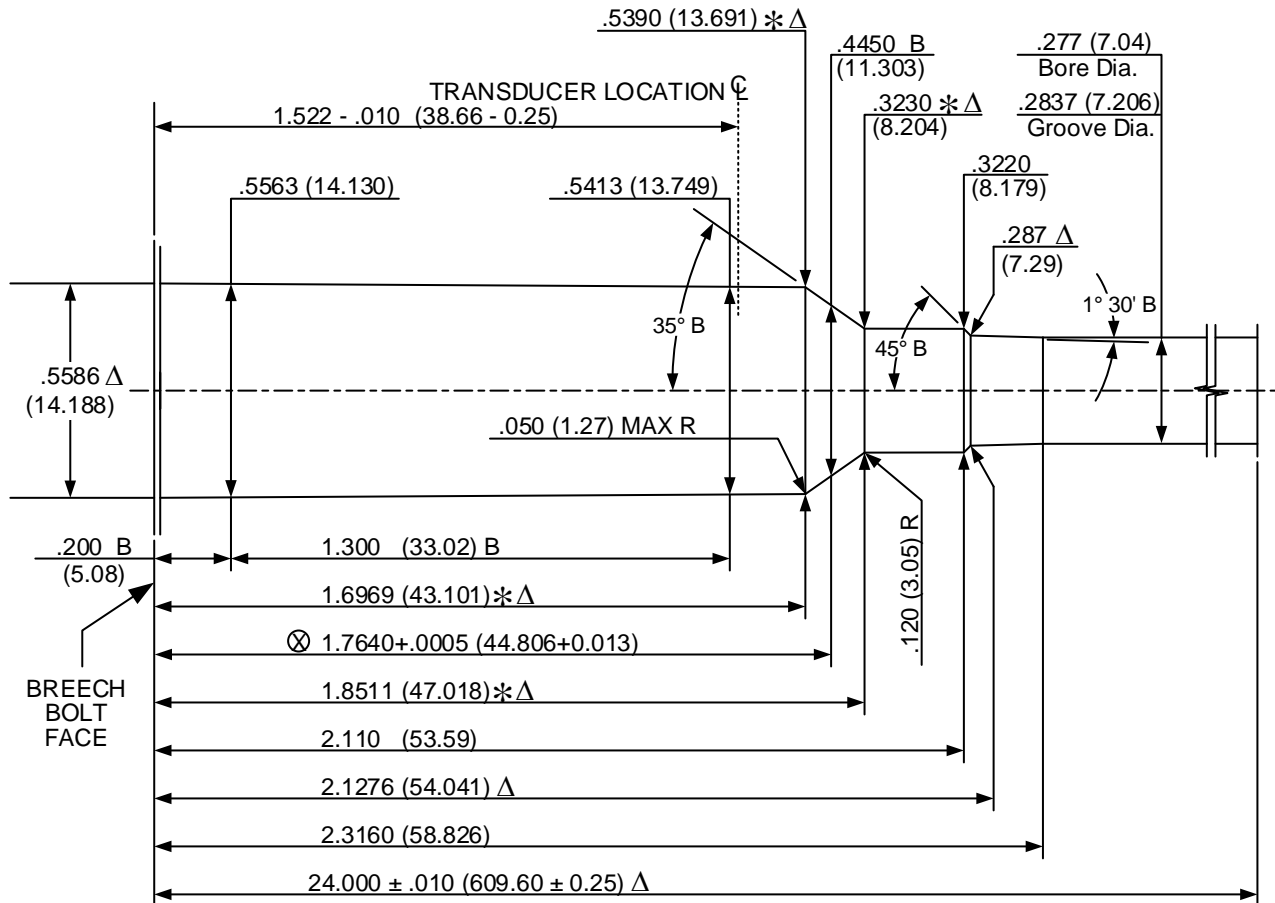 .5390 (13.691) ✻ Δ
.4450 B
(11.303)
.277 (7.04)
Bore Dia.
.2837 (7.206)
Groove Dia.
TRANSDUCER LOCATION ℄
1.522 - .010 (38.66 - 0.25)
.3230 ✻ Δ
(8.204)
.5563 (14.130)
.5413 (13.749)
.3220
(8.179)
.287 Δ
(7.29)
1° 30' B
35° B
45° B
.5586 Δ
(14.188)
.050 (1.27) MAX R
.200 B
(5.08)
1.300 (33.02) B
.120 (3.05) R
1.6969 (43.101) ✻ Δ
⊗ 1.7640+.0005 (44.806+0.013)
BREECH
BOLT
FACE
1.8511 (47.018) ✻ Δ
2.110 (53.59)
2.1276 (54.041) Δ
2.3160 (58.826)
24.000 ± .010 (609.60 ± 0.25) Δ